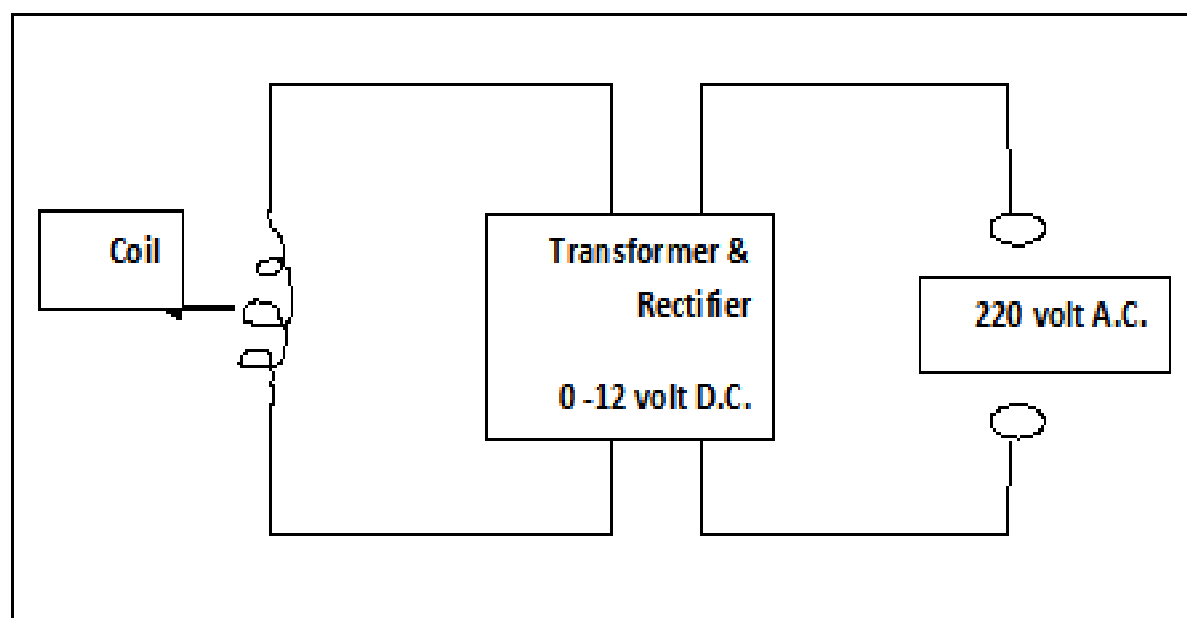 Coil
Transformer &
Rectifier
0 -12 volt D.C.
220 volt A.C.